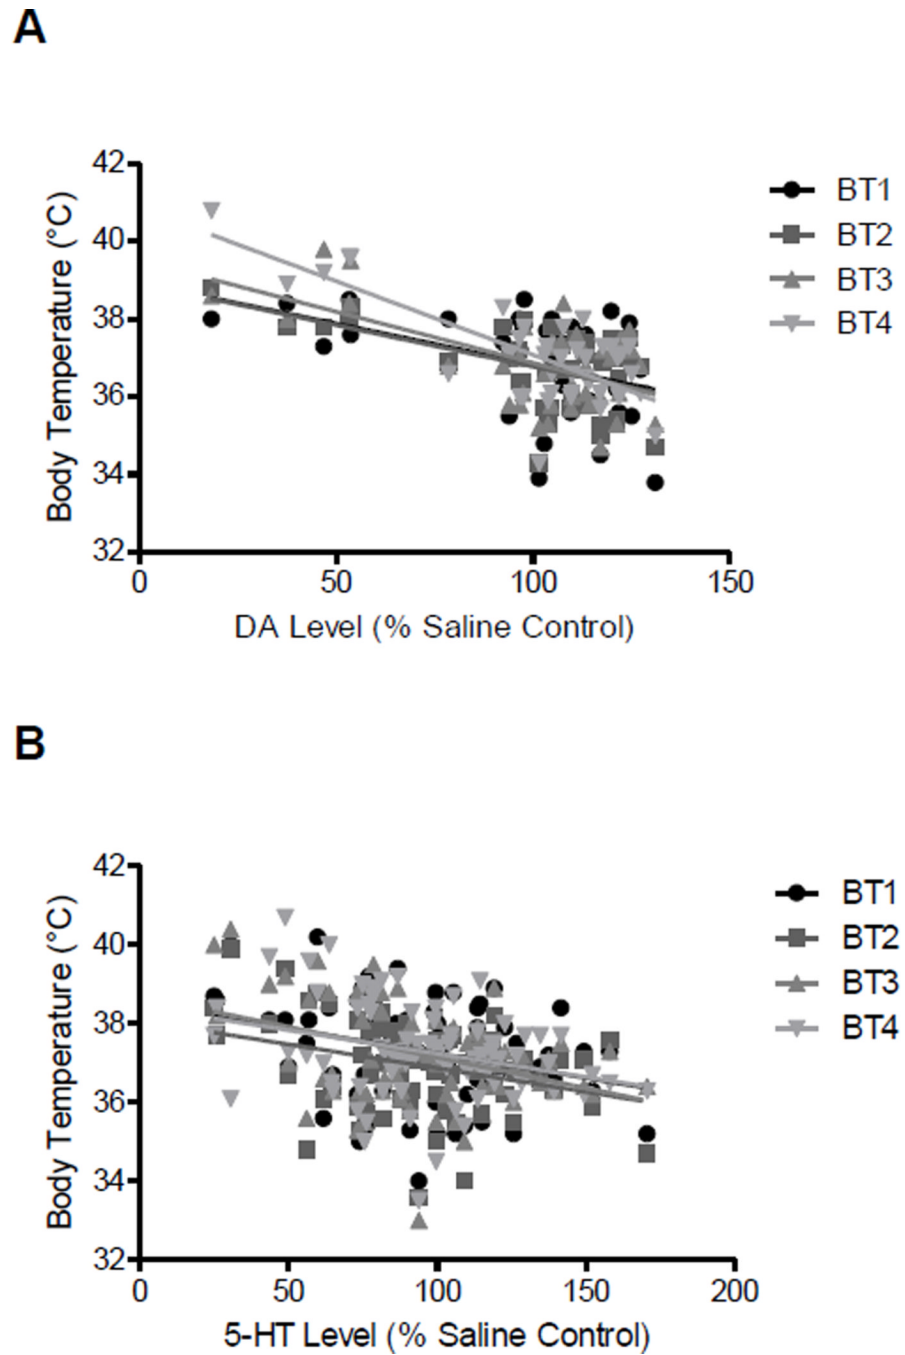 A
42
40
38
36
34
32
Body Temperature (°C)
0
50
100
150
DA Level (% Saline Control)
BT1
BT2
BT3
BT4
B
42
40
38
36
34
32
Body Temperature (°C)
0
50
100
150
200
5-HT Level (% Saline Control)
BT1
BT2
BT3
BT4